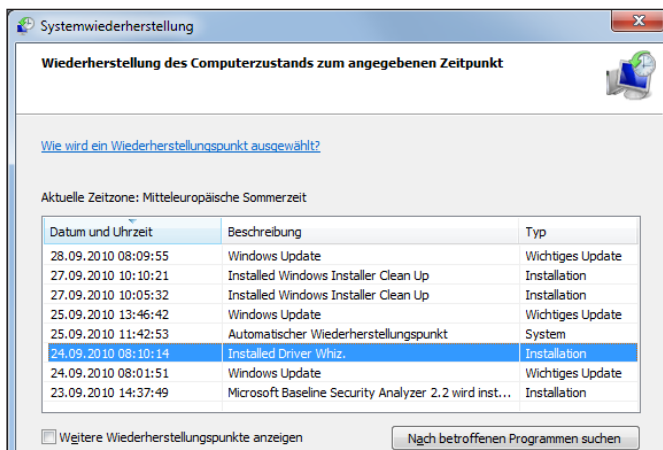 Systemwiederherstellung
Wiederherstellung des Computerzustands zum angegebenen Zeitpunkt
Wie wird ein Wiederherstellungspunkt ausgewählt?
Aktuelle Zeitzone: Mitteleuropäische Sommerzeit
Datum und Uhrzeit Beschreibung Typ
28.09.2010 08:09:55 Windows Update Wichtiges Update
27.09.2010 10:10:21 Installed Windows Installer Clean Up Installation
27.09.2010 10:05:32 Installed Windows Installer Clean Up Installation
25.09.2010 13:46:42 Windows Update Wichtiges Update
25.09.2010 11:42:53 Automatischer Wiederherstellungspunkt System
24.09.2010 08:10:14 Installed Driver Whiz. Installation
24.09.2010 08:01:51 Windows Update Wichtiges Update
23.09.2010 14:37:49 Microsoft Baseline Security Analyzer 2.2 wird inst... Installation
Weitere Wiederherstellungspunkte anzeigen Nach betroffenen Programmen suchen